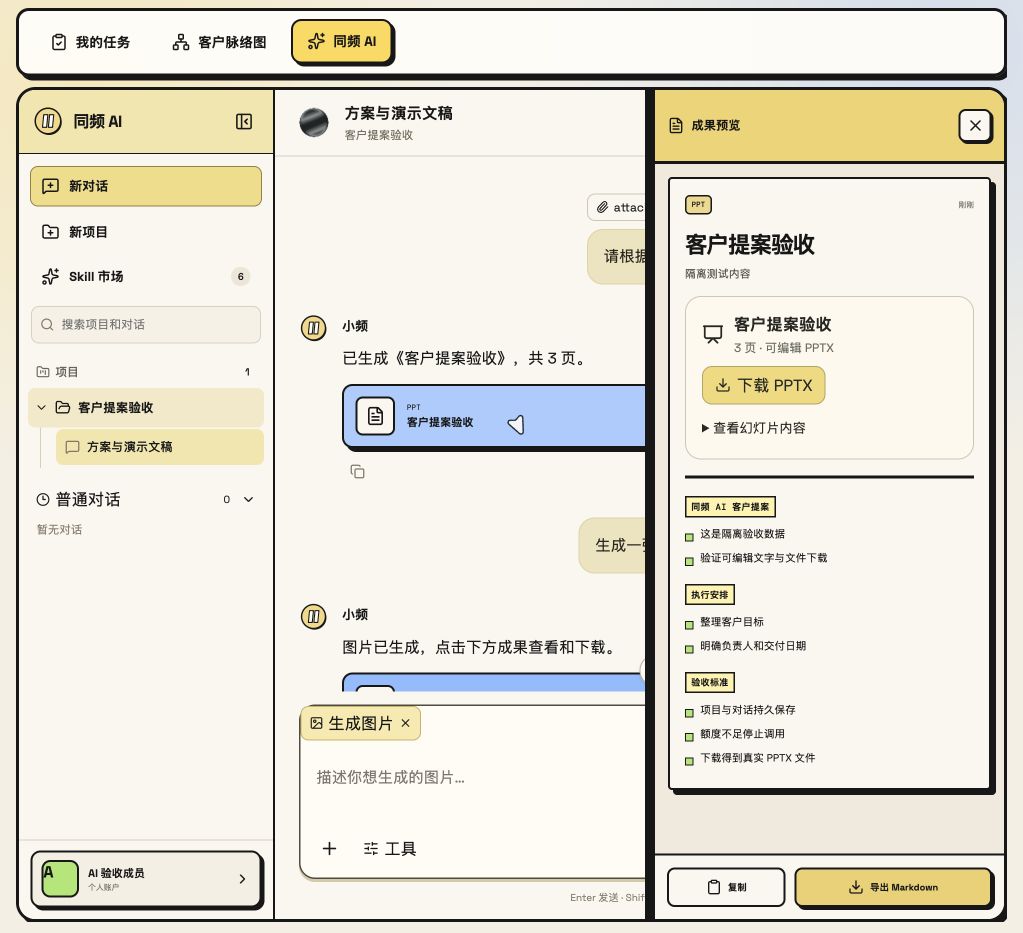 我的任务
客户脉络图
同频 AI
同频 AI
新对话
新项目
Skill 市场
6
搜索项目和对话
项目
1
客户提案验收
方案与演示文稿
普通对话
0
暂无对话
A
AI 验收成员
个人账户
方案与演示文稿
客户提案验收
attac
请根据
小频
已生成《客户提案验收》，共 3 页。
PPT
客户提案验收
生成一
小频
图片已生成，点击下方成果查看和下载。
生成图片
描述你想生成的图片…
工具
Enter 发送 · Shif
成果预览
PPT
刚刚
客户提案验收
隔离测试内容
客户提案验收
3 页 · 可编辑 PPTX
下载 PPTX
查看幻灯片内容
同频 AI 客户提案
这是隔离验收数据
验证可编辑文字与文件下载
执行安排
整理客户目标
明确负责人和交付日期
验收标准
项目与对话持久保存
额度不足停止调用
下载得到真实 PPTX 文件
复制
导出 Markdown